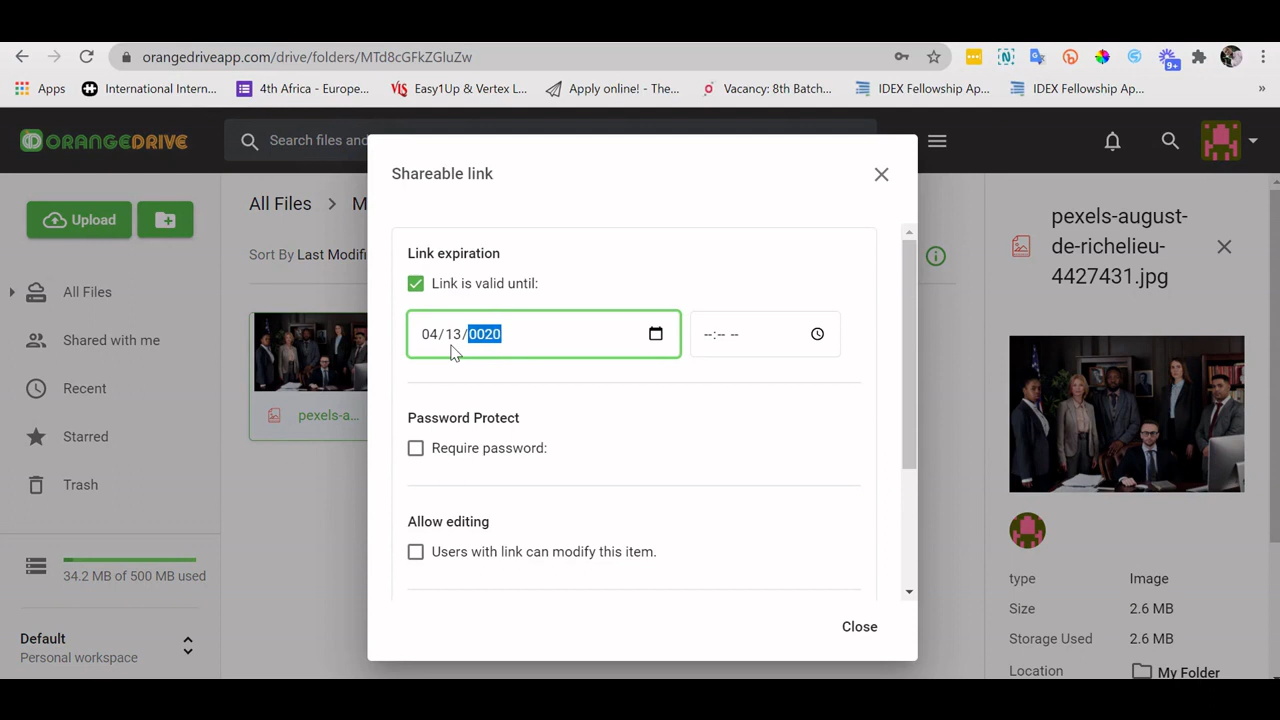 orangedriveapp.com/drive/folders/MTd8cGFkZGluZw
9+
Apps
International Intern...
4th Africa - Europe...
VIS Easy1Up & Vertex L...
Apply online! - The...
Vacancy: 8th Batch...
IDEX Fellowship Ap...
IDEX Fellowship Ap...
»
ORANGEDRIVE
Search files and
Upload
All Files
Shared with me
Recent
Starred
Trash
34.2 MB of 500 MB used
Default
Personal workspace
All Files > M
Sort By Last Modifi
pexels-a...
Shareable link
Link expiration
Link is valid until:
04/13/0020
--:-- --
Password Protect
Require password:
Allow editing
Users with link can modify this item.
Close
pexels-august-
de-richelieu-
4427431.jpg
type Image
Size 2.6 MB
Storage Used 2.6 MB
Location My Folder